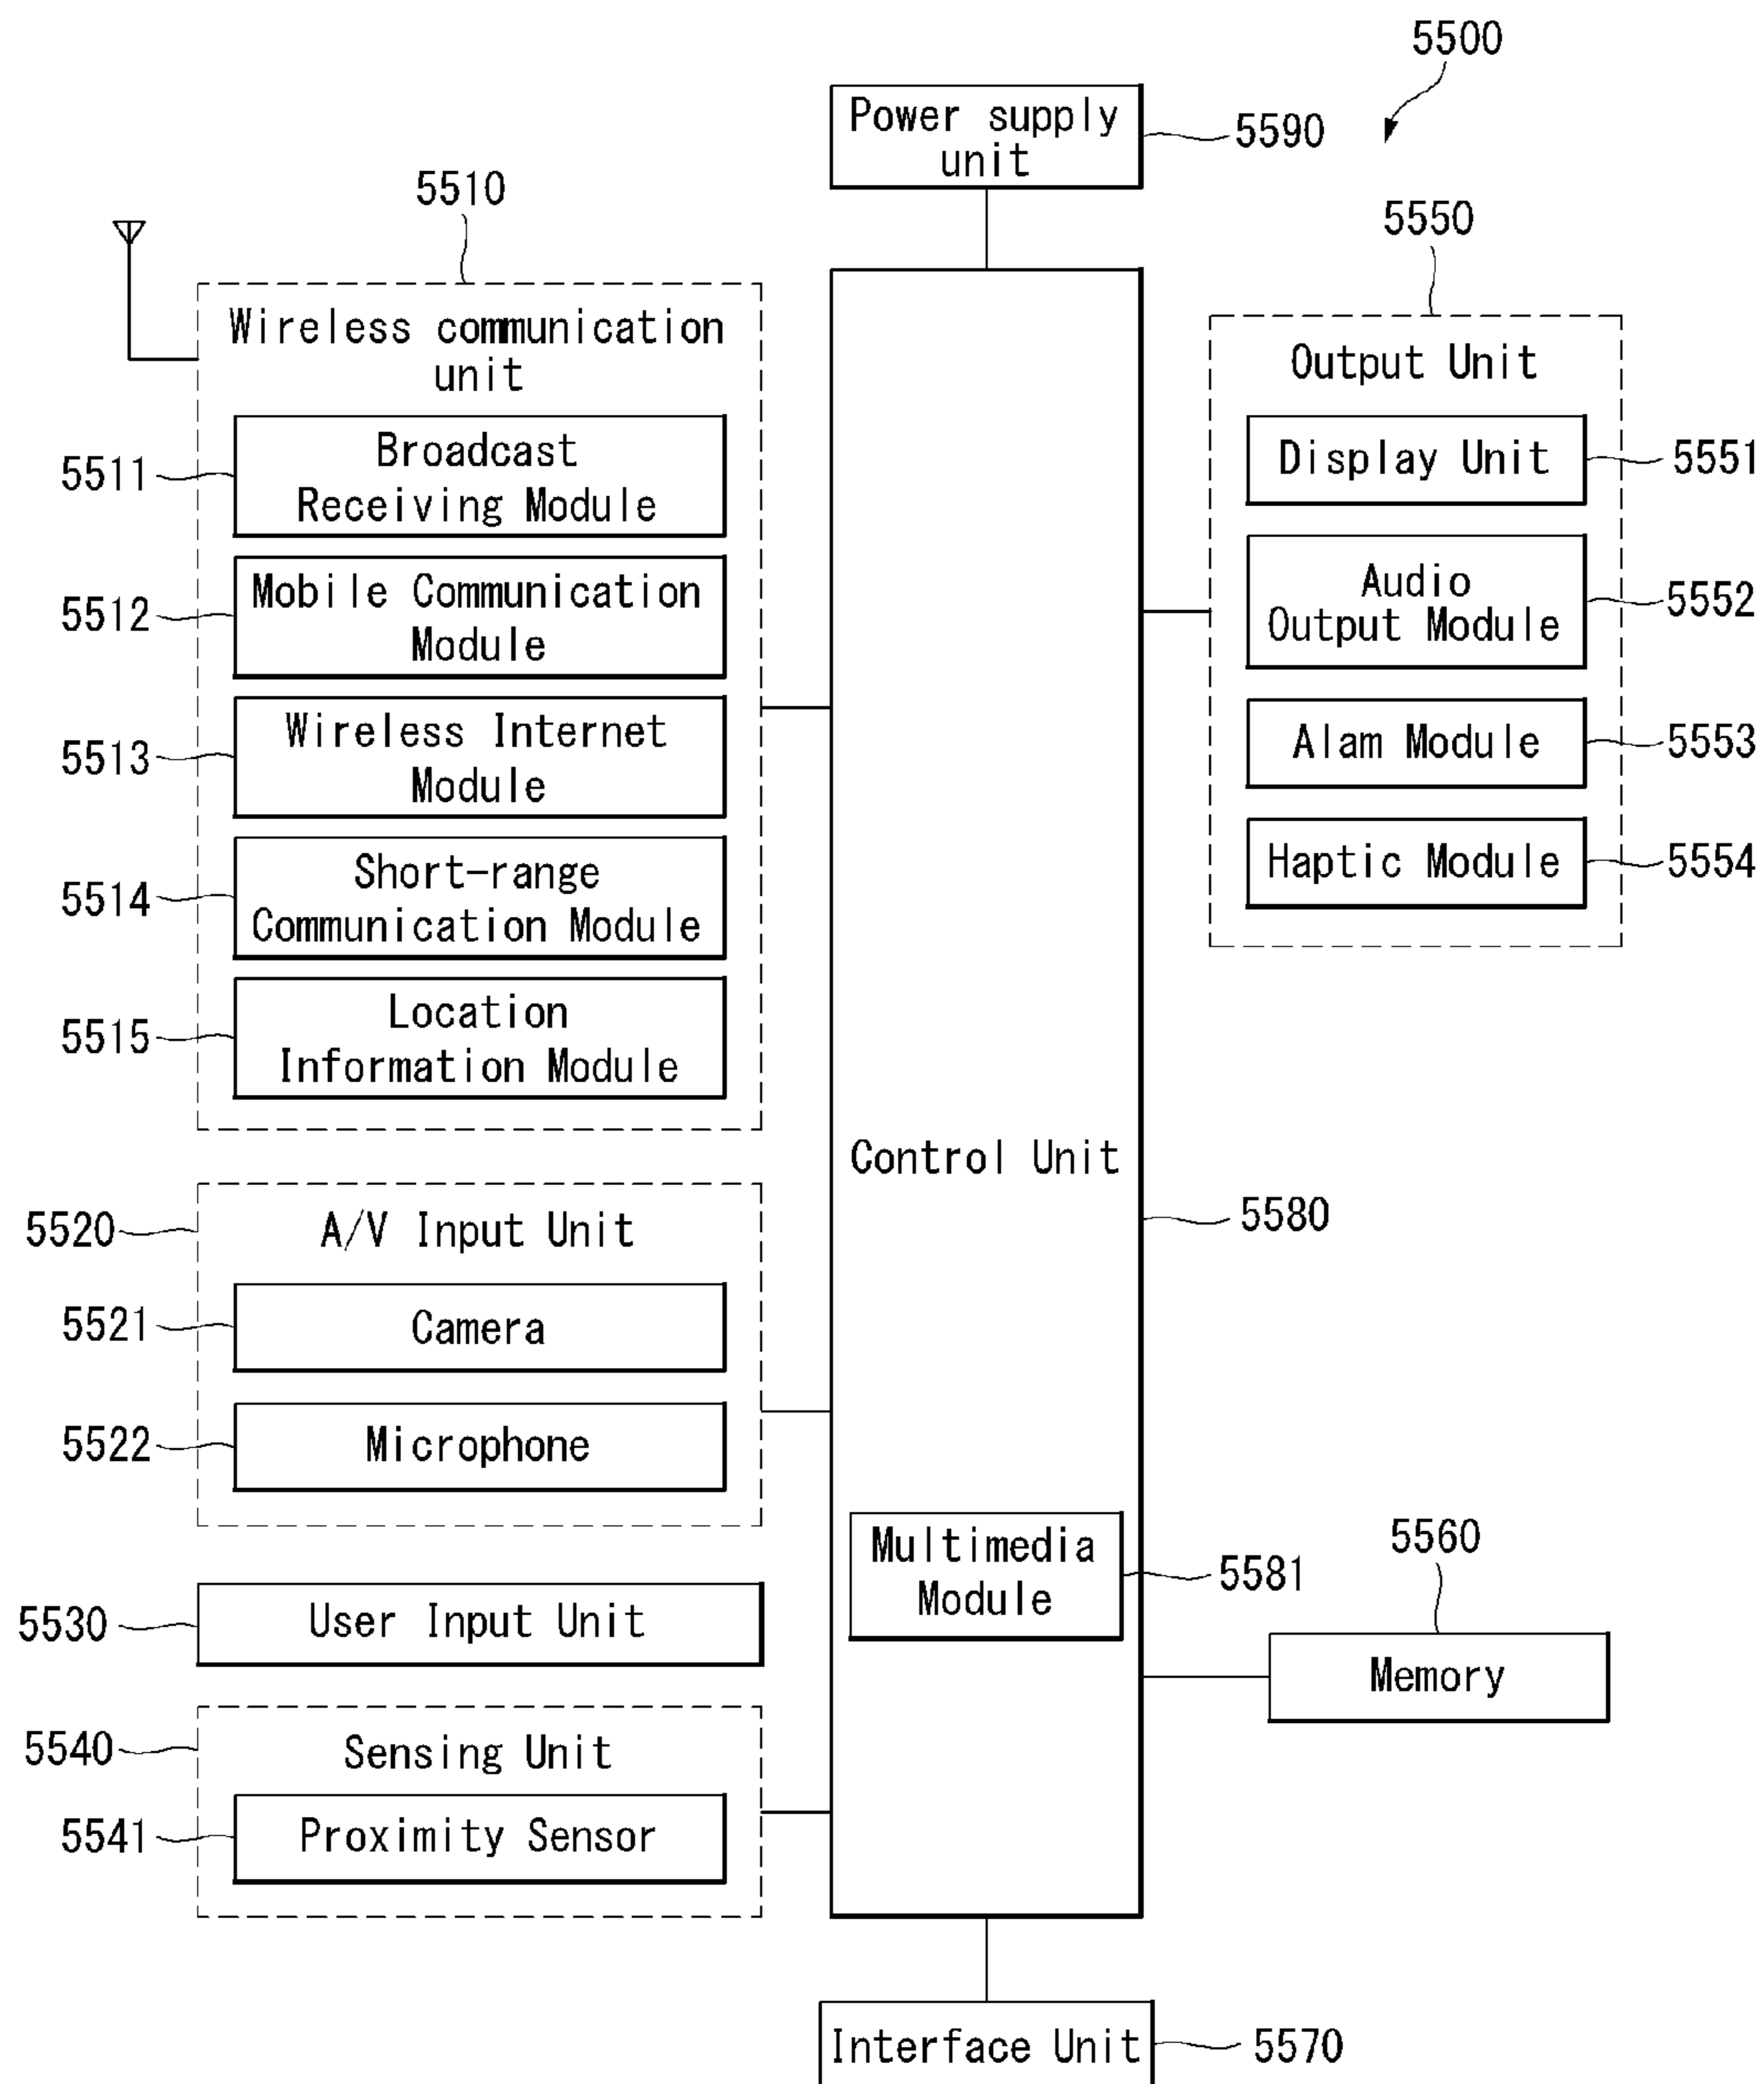 5500
Power supply
unit
5590
5510
Wireless communication
unit
5511
Broadcast
Receiving Module
5512
Mobile Communication
Module
5513
Wireless Internet
Module
5514
Short-range
Communication Module
5515
Location
Information Module
5520
A/V Input Unit
5521
Camera
5522
Microphone
5530
User Input Unit
5540
Sensing Unit
5541
Proximity Sensor
Control Unit
5580
Multimedia
Module
5581
5550
Output Unit
Display Unit
5551
Audio
Output Module
5552
Alam Module
5553
Haptic Module
5554
5560
Memory
Interface Unit
5570